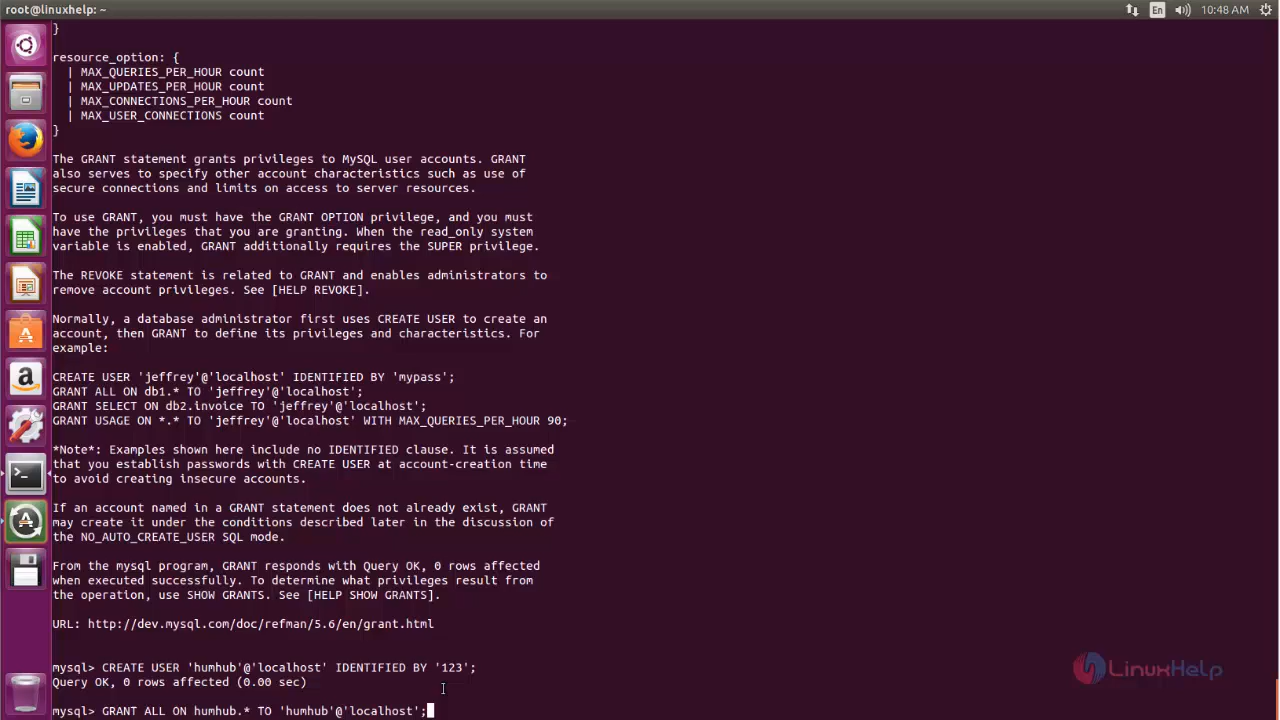 root@linuxhelp: ~
En
10:48 AM
}
resource_option: {
| MAX_QUERIES_PER_HOUR count
| MAX_UPDATES_PER_HOUR count
| MAX_CONNECTIONS_PER_HOUR count
| MAX_USER_CONNECTIONS count
}
The GRANT statement grants privileges to MySQL user accounts. GRANT
also serves to specify other account characteristics such as use of
secure connections and limits on access to server resources.
To use GRANT, you must have the GRANT OPTION privilege, and you must
have the privileges that you are granting. When the read_only system
variable is enabled, GRANT additionally requires the SUPER privilege.
The REVOKE statement is related to GRANT and enables administrators to
remove account privileges. See [HELP REVOKE].
Normally, a database administrator first uses CREATE USER to create an
account, then GRANT to define its privileges and characteristics. For
example:
CREATE USER 'jeffrey'@'localhost' IDENTIFIED BY 'mypass';
GRANT ALL ON db1.* TO 'jeffrey'@'localhost';
GRANT SELECT ON db2.invoice TO 'jeffrey'@'localhost';
GRANT USAGE ON *.* TO 'jeffrey'@'localhost' WITH MAX_QUERIES_PER_HOUR 90;
*Note*: Examples shown here include no IDENTIFIED clause. It is assumed
that you establish passwords with CREATE USER at account-creation time
to avoid creating insecure accounts.
If an account named in a GRANT statement does not already exist, GRANT
may create it under the conditions described later in the discussion of
the NO_AUTO_CREATE_USER SQL mode.
From the mysql program, GRANT responds with Query OK, 0 rows affected
when executed successfully. To determine what privileges result from
the operation, use SHOW GRANTS. See [HELP SHOW GRANTS].
URL: http://dev.mysql.com/doc/refman/5.6/en/grant.html
mysql> CREATE USER 'humhub'@'localhost' IDENTIFIED BY '123';
Query OK, 0 rows affected (0.00 sec)
mysql> GRANT ALL ON humhub.* TO 'humhub'@'localhost';
LinuxHelp